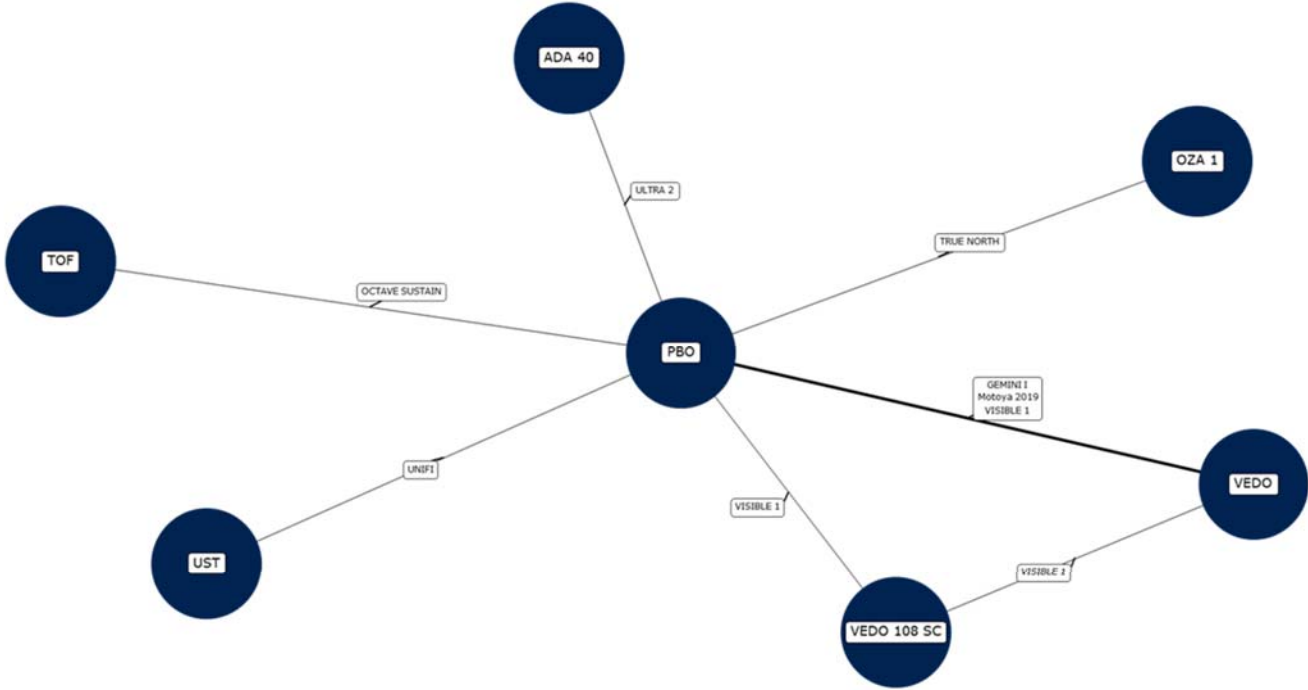 ADA 40
OZA 1
ULTRA 2
TRUE NORTH
TOF
OCTAVE SUSTAIN
PBO
GEMINI I
Motoya 2019
VISIBLE 1
UNIFI
VEDO
VISIBLE 1
UST
VISIBLE 1
VEDO 108 SC